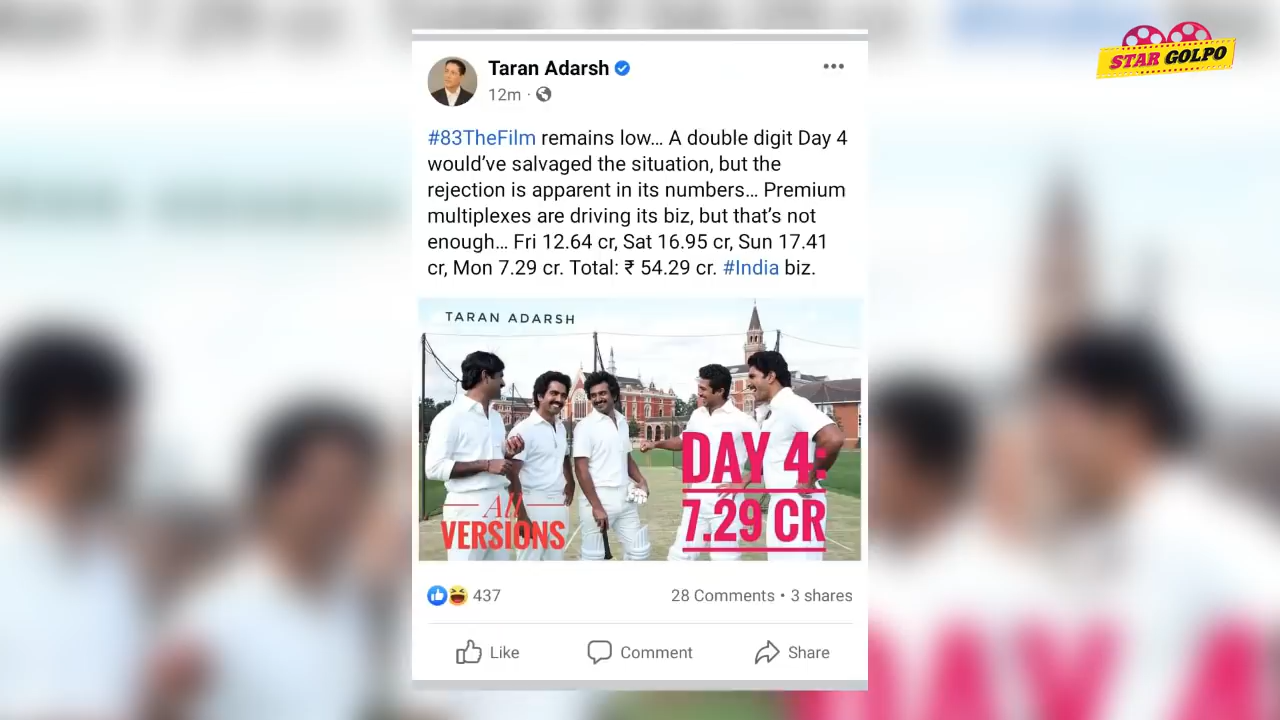 STAR GOLPO
Taran Adarsh
12m ·
#83TheFilm remains low... A double digit Day 4
would've salvaged the situation, but the
rejection is apparent in its numbers... Premium
multiplexes are driving its biz, but that's not
enough... Fri 12.64 cr, Sat 16.95 cr, Sun 17.41
cr, Mon 7.29 cr. Total: ₹ 54.29 cr. #India biz.
TARAN ADARSH
All
VERSIONS
DAY 4:
7.29 CR
437
28 Comments • 3 shares
Like Comment Share